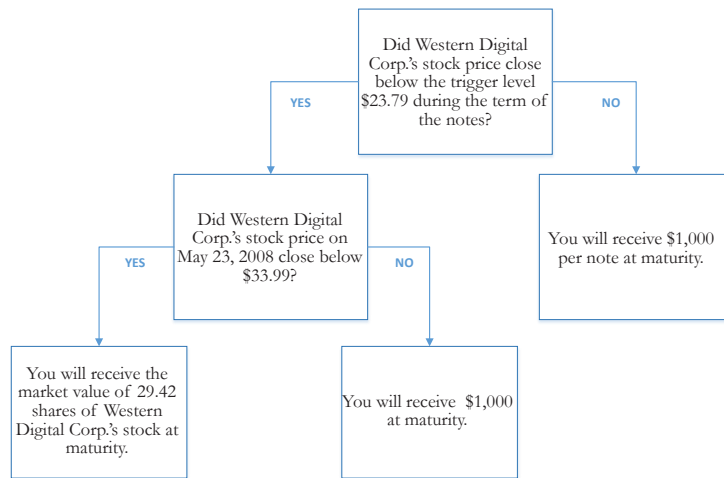 Did Western Digital
Corp.'s stock price close
below the trigger level
$23.79 during the term of
the notes?
YES
NO
Did Western Digital
Corp.'s stock price on
May 23, 2008 close below
$33.99?
You will receive $1,000
per note at maturity.
YES
NO
You will receive the
market value of 29.42
shares of Western
Digital Corp.'s stock at
maturity.
You will receive $1,000
at maturity.